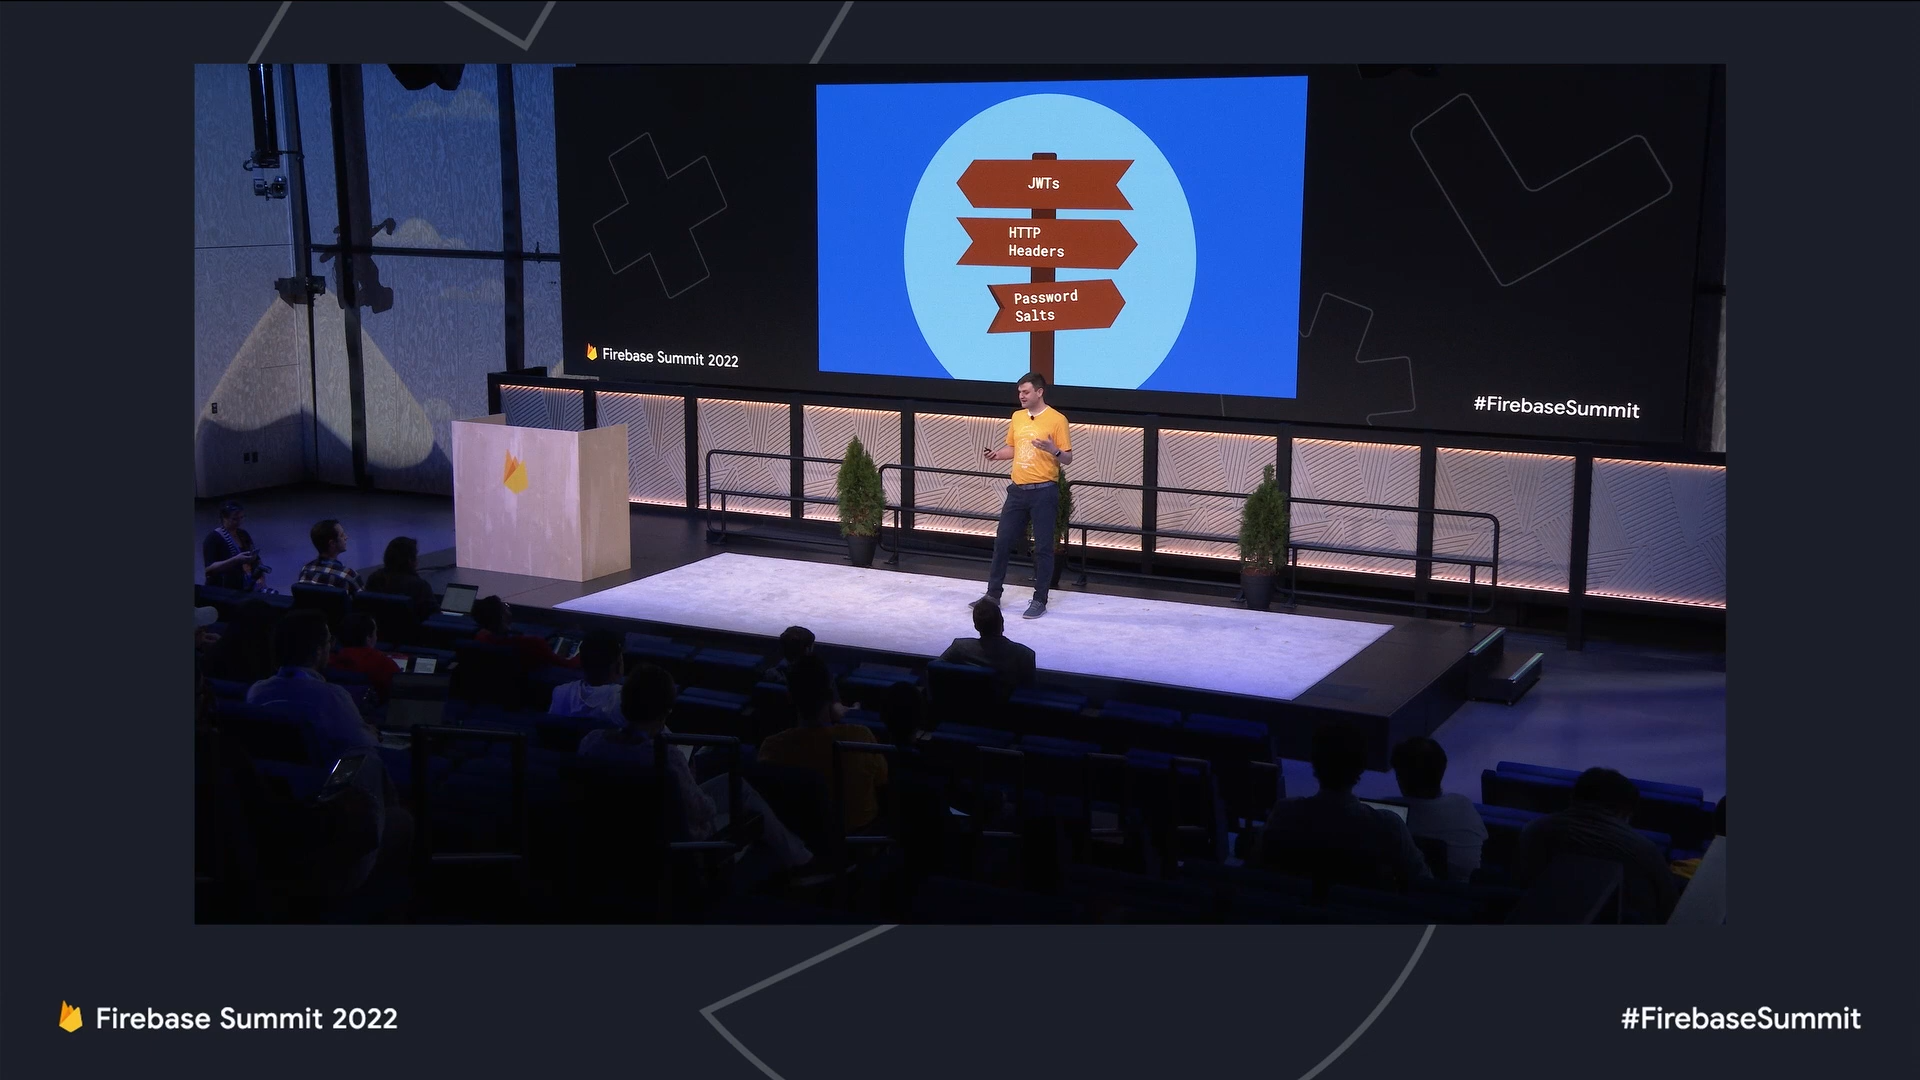 JWTs
HTTP
Headers
Password
Salts
Firebase Summit 2022
#FirebaseSummit
Firebase Summit 2022
#FirebaseSummit